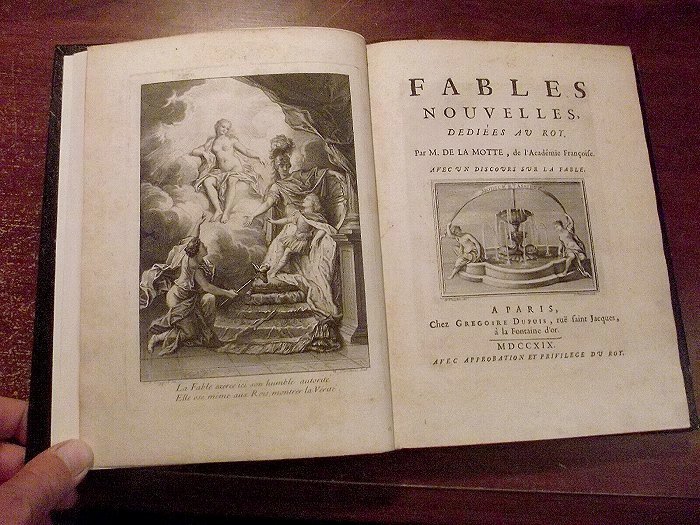 La Fable exerce ici son humble autorité
Elle ose même aux Rois, montrer la Vérité
FABLES
NOUVELLES,
DEDIÉES AU ROY.
Par M. DE LA MOTTE, de l'Académie Françoise.
AVEC UN DISCOURS SUR LA FABLE.
A PARIS,
Chez GREGOIRE DUPUIS, ruë saint Jacques,
à la Fontaine d'or.
MDCCXIX.
AVEC APPROBATION ET PRIVILEGE DU ROY.